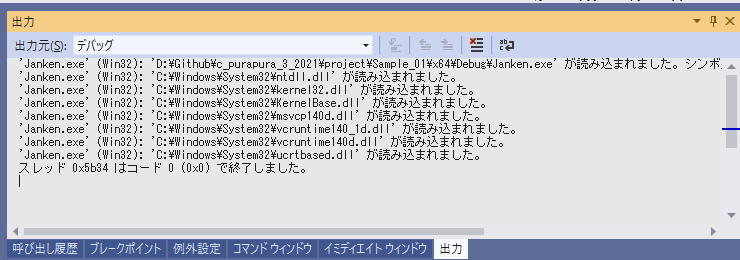 出力
出力元(S): デバッグ
'Janken.exe' (Win32): 'D:¥Github¥c_purapura_3_2021¥project¥Sample_01¥x64¥Debug¥Janken.exe' が読み込まれました。シンボ
'Janken.exe' (Win32): 'C:¥Windows¥System32¥ntdll.dll' が読み込まれました。
'Janken.exe' (Win32): 'C:¥Windows¥System32¥kernel32.dll' が読み込まれました。
'Janken.exe' (Win32): 'C:¥Windows¥System32¥KernelBase.dll' が読み込まれました。
'Janken.exe' (Win32): 'C:¥Windows¥System32¥msvcp140d.dll' が読み込まれました。
'Janken.exe' (Win32): 'C:¥Windows¥System32¥vcruntime140_1d.dll' が読み込まれました。
'Janken.exe' (Win32): 'C:¥Windows¥System32¥vcruntime140d.dll' が読み込まれました。
'Janken.exe' (Win32): 'C:¥Windows¥System32¥ucrtbased.dll' が読み込まれました。
スレッド 0x5b34 はコード 0 (0x0) で終了しました。
呼び出し履歴 ブレークポイント 例外設定 コマンド ウィンドウ イミディエイト ウィンドウ 出力